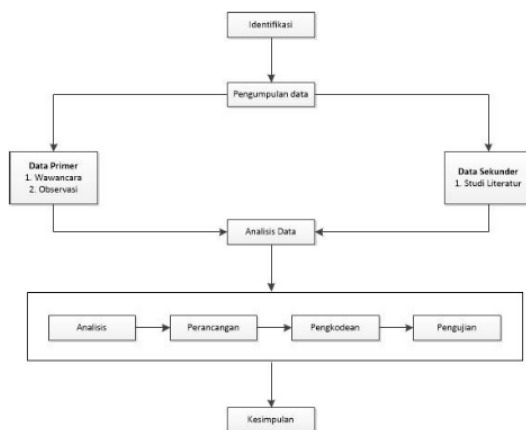 Identifikasi
Pengumpulan data
Data Primer
1. Wawancara
2. Observasi
Data Sekunder
1. Studi Literatur
Analisis Data
Analisis
Perancangan
Pengkodean
Pengujian
Kesimpulan